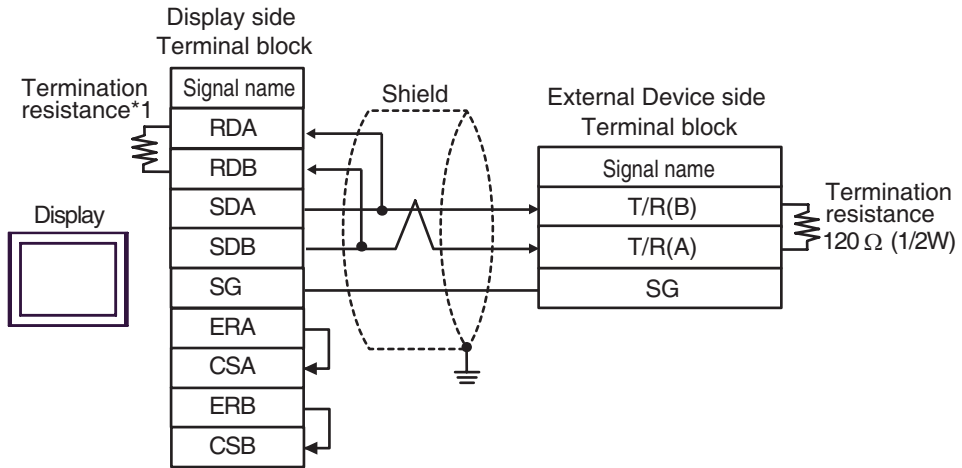 Display side
Terminal block
Termination
resistance*1
Signal name
RDA
RDB
SDA
SDB
SG
ERA
CSA
ERB
CSB
Display
Shield
External Device side
Terminal block
Signal name
T/R(B)
T/R(A)
SG
Termination
resistance
120 Ω (1/2W)